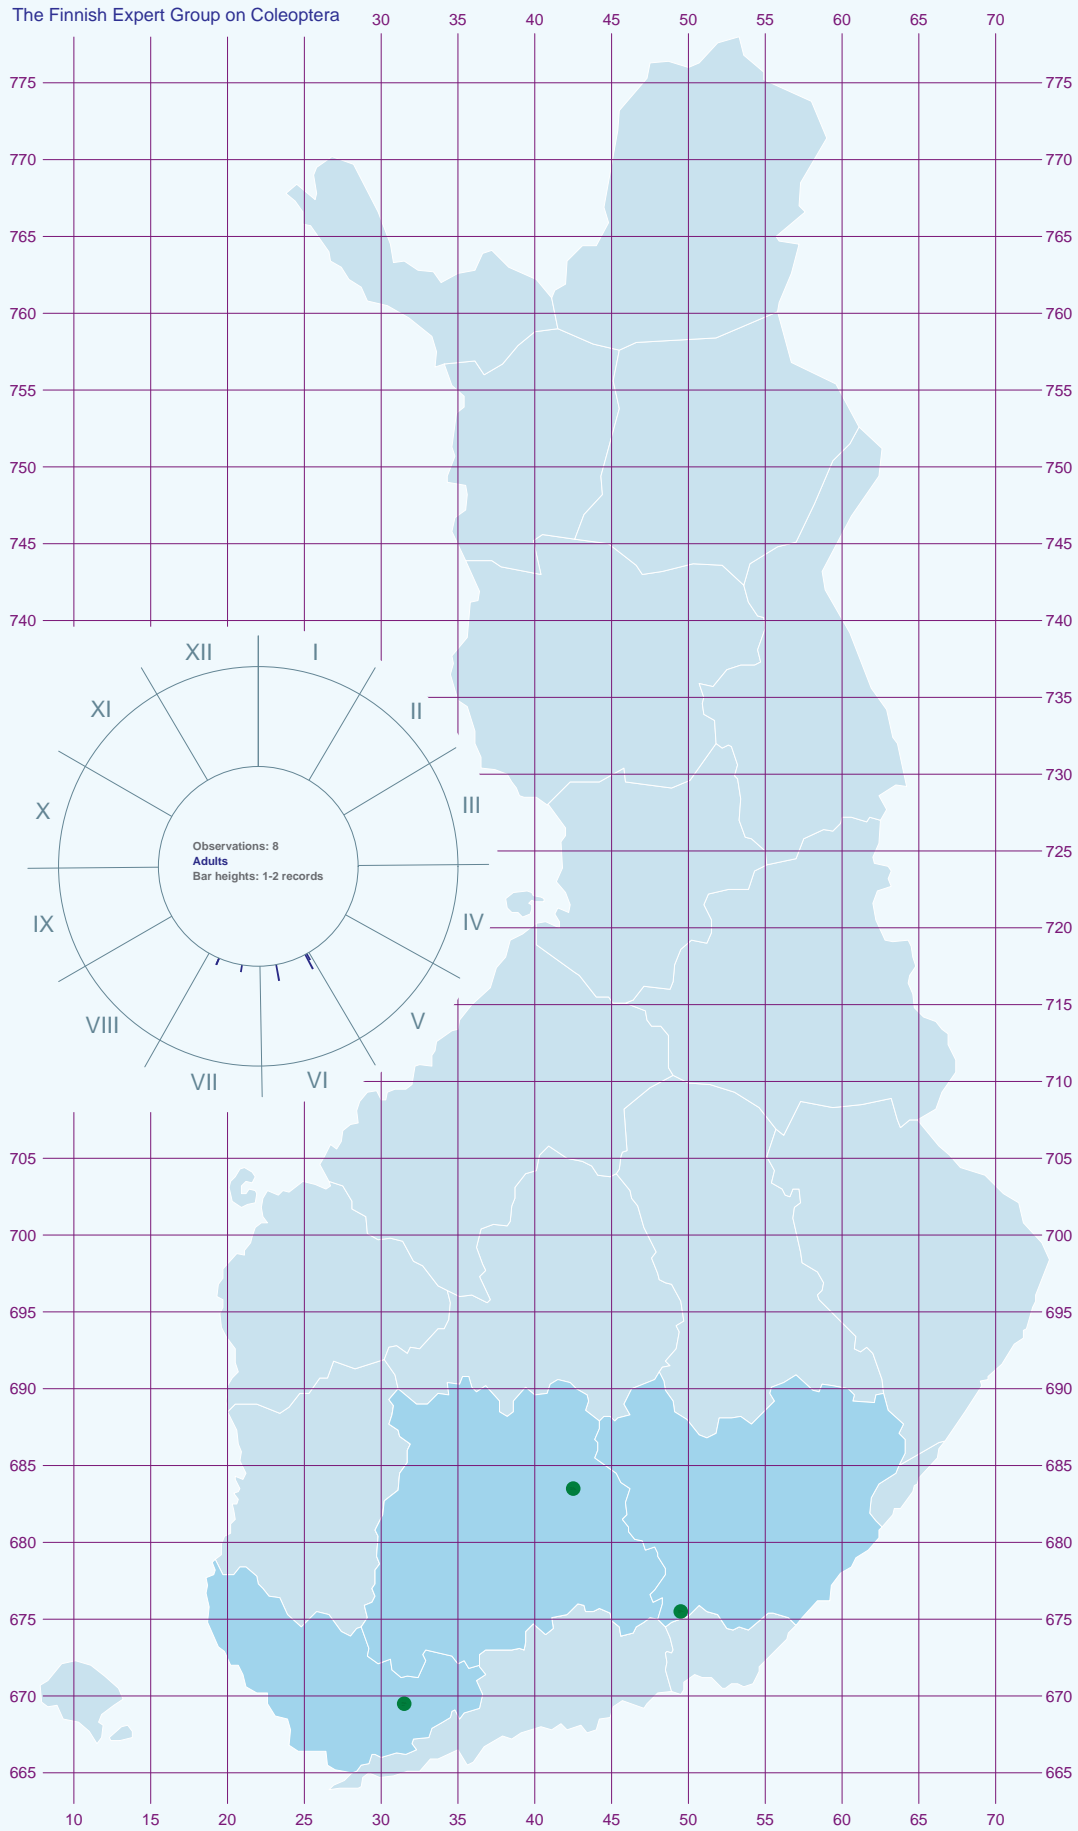 The Finnish Expert Group on Coleoptera
30 35 40 45 50 55 60 65 70
775 775
770 770
765 765
760 760
755 755
750 750
745 745
740 740
XII I
735
XI II
730
X III
Observations: 8
725
Adults
Bar heights: 1-2 records
IX IV 720
715
VIII V
VII VI 710
705 705
700 700
695 695
690 690
685 685
680 680
675 675
670 670
665 665
10 15 20 25 30 35 40 45 50 55 60 65 70